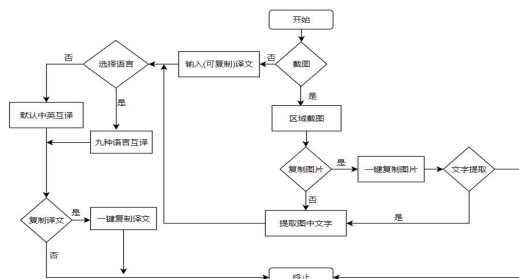 开始
选择语言
否
输入(可复制)译文
否
截图
是
是
默认中英互译
九种语言互译
区域截图
复制图片
是
一键复制图片
文字提取
否
是
复制译文
是
一键复制译文
提取图中文字
否
终止